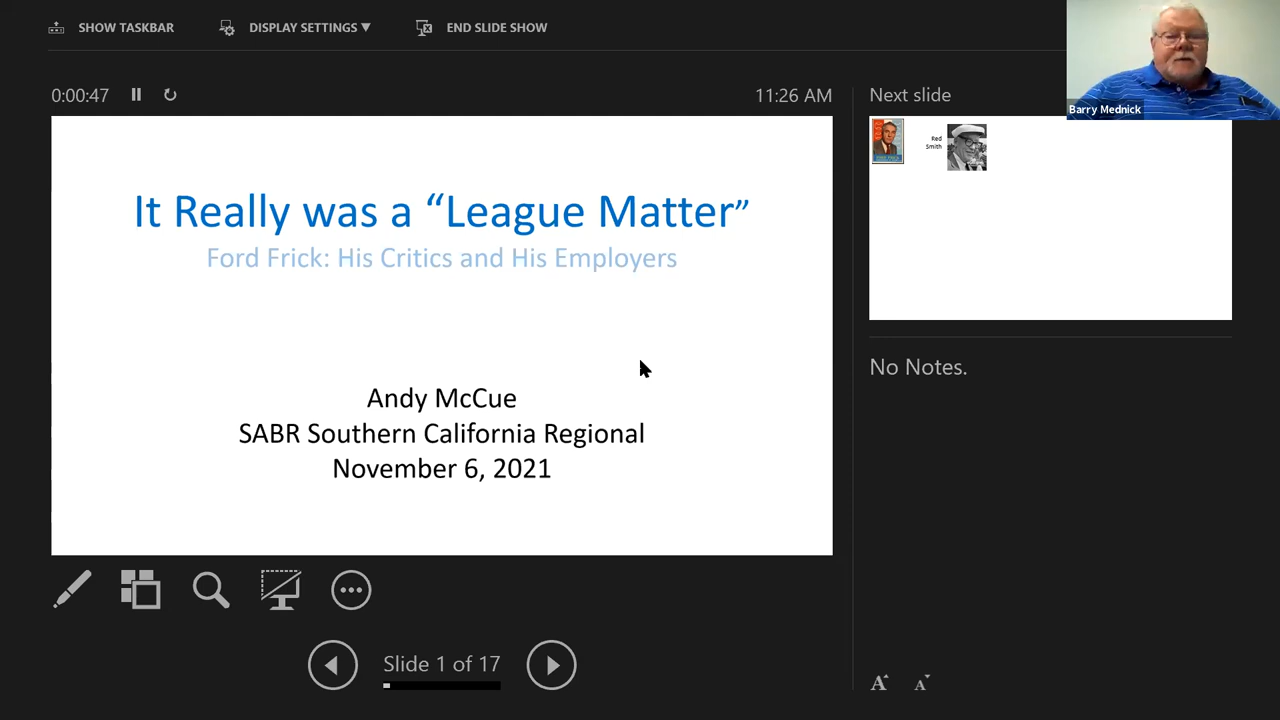 SHOW TASKBAR
DISPLAY SETTINGS ▼
END SLIDE SHOW
Barry Mednick
0:00:47
11:26 AM
Next slide
It Really was a “League Matter”
Ford Frick: His Critics and His Employers
Andy McCue
SABR Southern California Regional
November 6, 2021
Red
Smith
No Notes.
Slide 1 of 17
A
A